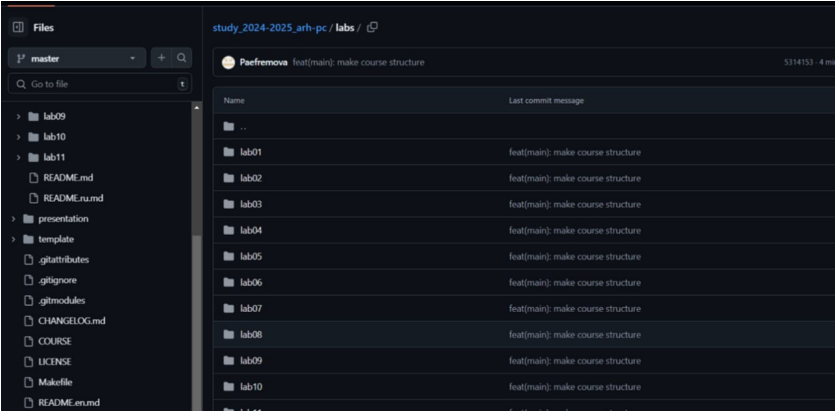 Files
master
Go to file
t
lab09
lab10
lab11
README.md
README.ru.md
presentation
template
.gitattributes
.gitignore
.gitmodules
CHANGELOG.md
COURSE
LICENSE
Makefile
README.en.md
study_2024-2025_arh-pc / labs /
Paefremova feat(main): make course structure 5314153 · 4 mi
Name Last commit message
..
lab01 feat(main): make course structure
lab02 feat(main): make course structure
lab03 feat(main): make course structure
lab04 feat(main): make course structure
lab05 feat(main): make course structure
lab06 feat(main): make course structure
lab07 feat(main): make course structure
lab08 feat(main): make course structure
lab09 feat(main): make course structure
lab10 feat(main): make course structure